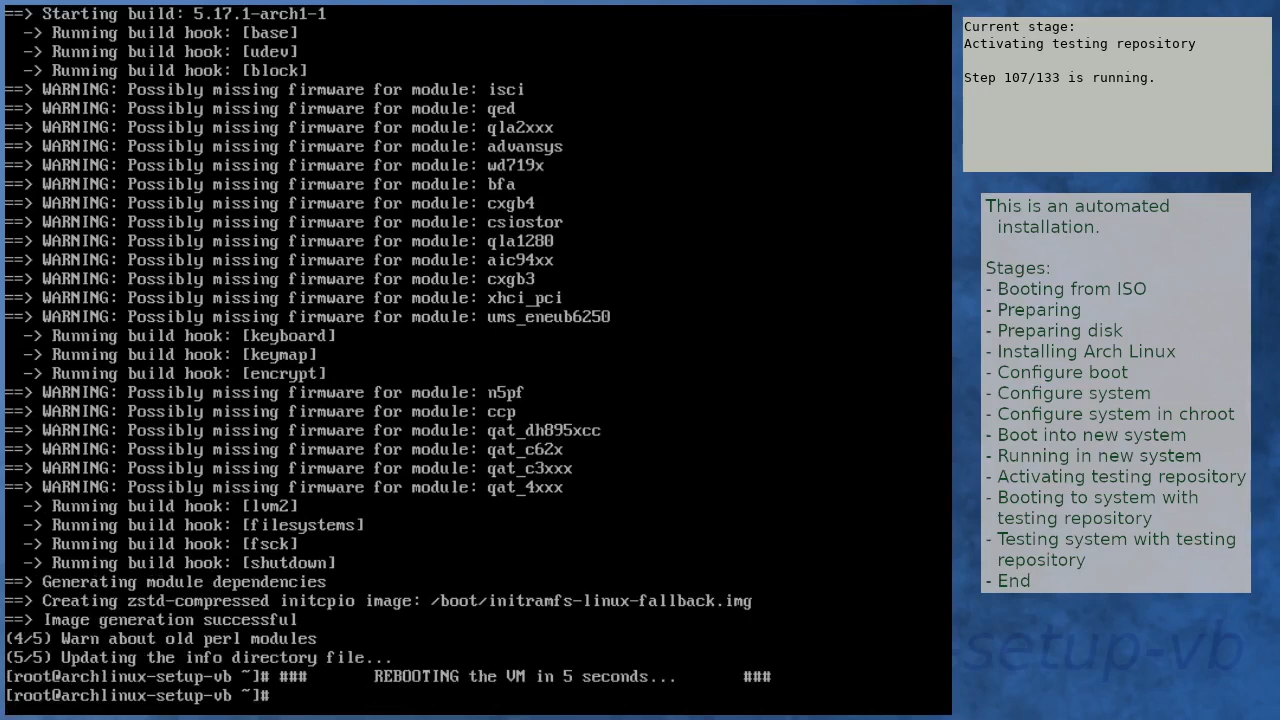 ==> Starting build: 5.17.1-arch1-1
  -> Running build hook: [base]
  -> Running build hook: [udev]
  -> Running build hook: [block]
==> WARNING: Possibly missing firmware for module: isci
==> WARNING: Possibly missing firmware for module: qed
==> WARNING: Possibly missing firmware for module: qla2xxx
==> WARNING: Possibly missing firmware for module: advansys
==> WARNING: Possibly missing firmware for module: wd719x
==> WARNING: Possibly missing firmware for module: bfa
==> WARNING: Possibly missing firmware for module: cxgb4
==> WARNING: Possibly missing firmware for module: csiostor
==> WARNING: Possibly missing firmware for module: qla1280
==> WARNING: Possibly missing firmware for module: aic94xx
==> WARNING: Possibly missing firmware for module: cxgb3
==> WARNING: Possibly missing firmware for module: xhci_pci
==> WARNING: Possibly missing firmware for module: ums_eneub6250
  -> Running build hook: [keyboard]
  -> Running build hook: [keymap]
  -> Running build hook: [encrypt]
==> WARNING: Possibly missing firmware for module: n5pf
==> WARNING: Possibly missing firmware for module: ccp
==> WARNING: Possibly missing firmware for module: qat_dh895xcc
==> WARNING: Possibly missing firmware for module: qat_c62x
==> WARNING: Possibly missing firmware for module: qat_c3xxx
==> WARNING: Possibly missing firmware for module: qat_4xxx
  -> Running build hook: [lvm2]
  -> Running build hook: [filesystems]
  -> Running build hook: [fsck]
  -> Running build hook: [shutdown]
==> Generating module dependencies
==> Creating zstd-compressed initcpio image: /boot/initramfs-linux-fallback.img
==> Image generation successful
(4/5) Warn about old perl modules
(5/5) Updating the info directory file...
[root@archlinux-setup-vb ~]# ###       REBOOTING the VM in 5 seconds...       ###
[root@archlinux-setup-vb ~]#
Current stage:
Activating testing repository
Step 107/133 is running.
This is an automated
installation.
Stages:
- Booting from ISO
- Preparing
- Preparing disk
- Installing Arch Linux
- Configure boot
- Configure system
- Configure system in chroot
- Boot into new system
- Running in new system
- Activating testing repository
- Booting to system with
testing repository
- Testing system with testing
repository
- End
-setup-vb